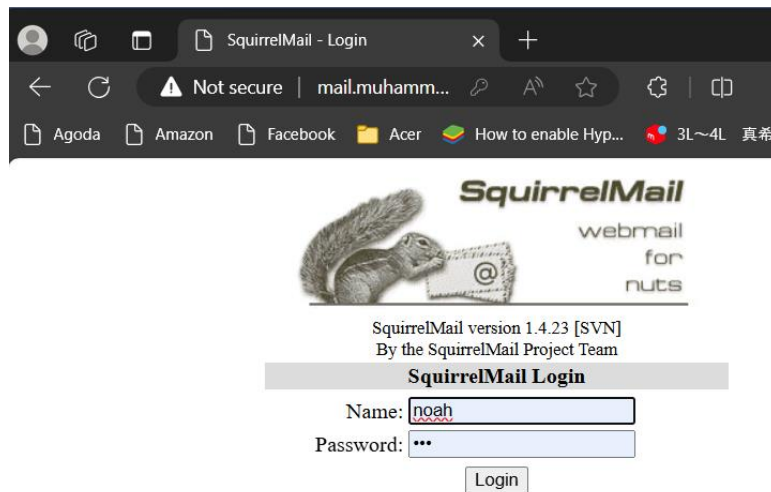 SquirrelMail - Login
Not secure | mail.muhamm...
Agoda Amazon Facebook Acer How to enable Hyp... 3L～4L 真希
SquirrelMail
webmail
for
nuts
@
SquirrelMail version 1.4.23 [SVN]
By the SquirrelMail Project Team
SquirrelMail Login
Name: noah
Password: •••
Login